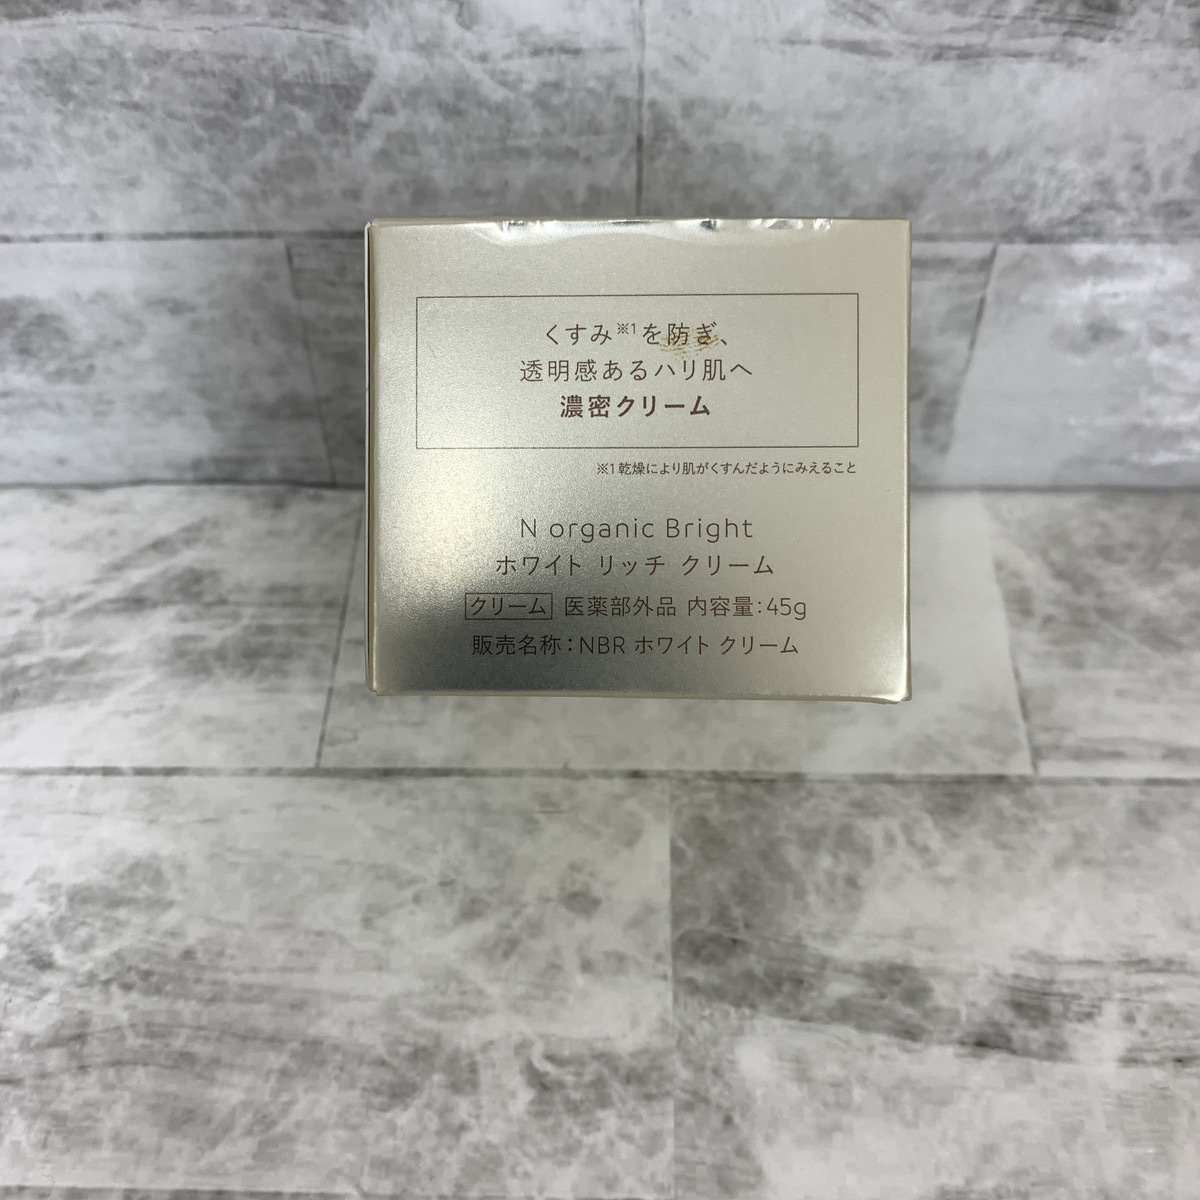 くすみ※1を防ぎ、
透明感あるハリ肌へ
濃密クリーム
※1 乾燥により肌がくすんだようにみえること
N organic Bright
ホワイト リッチ クリーム
クリーム 医薬部外品 内容量:45g
販売名称:NBR ホワイト クリーム